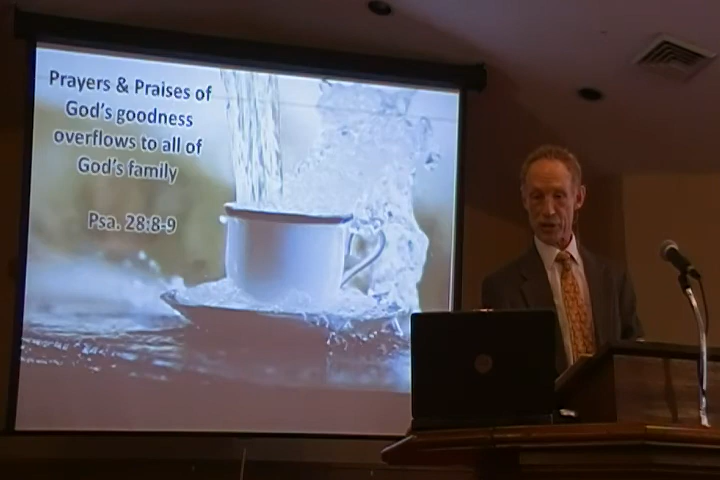 Prayers & Praises of
God's goodness
overflows to all of
God's family
Psa. 28:8-9